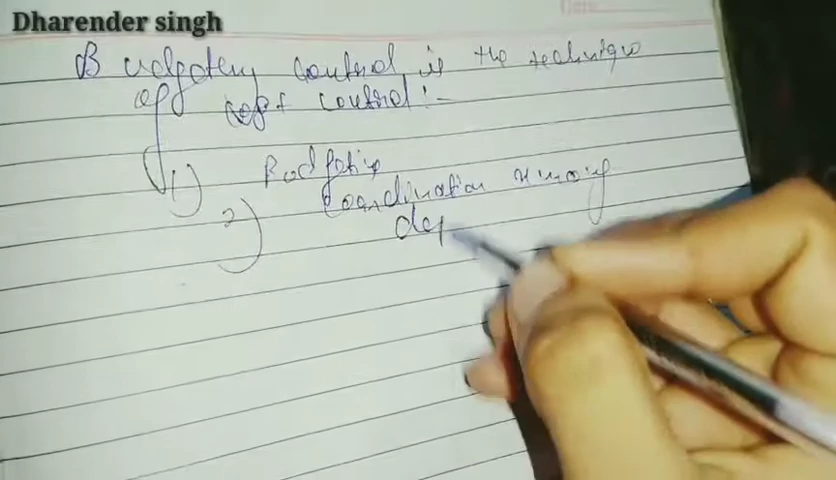 Dharender singh
Budgetary control is the technique
of cost control :-
1) Budgeting
2) Coordination among
dep